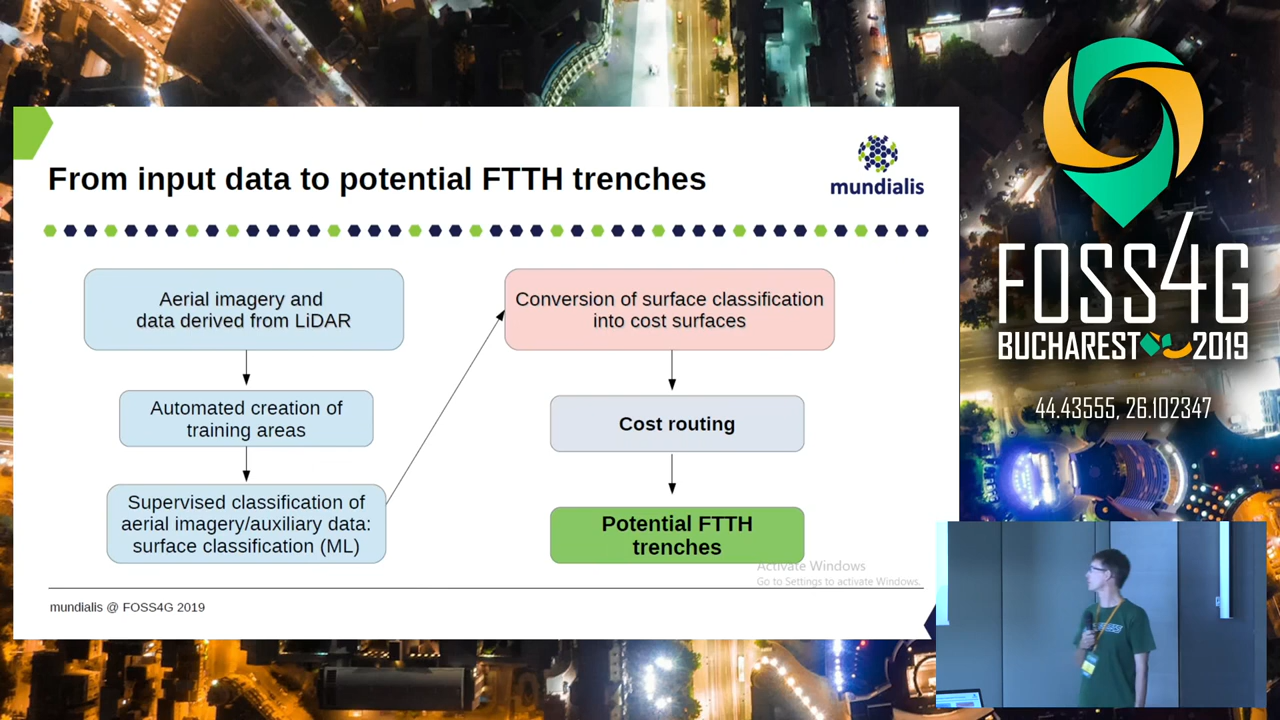 From input data to potential FTTH trenches
mundialis
Aerial imagery and
data derived from LiDAR
Automated creation of
training areas
Supervised classification of
aerial imagery/auxiliary data:
surface classification (ML)
Conversion of surface classification
into cost surfaces
Cost routing
Potential FTTH
trenches
Activate Windows
Go to Settings to activate Windows.
mundialis @ FOSS4G 2019
FOSS4G
BUCHAREST 2019
44.43555, 26.102347